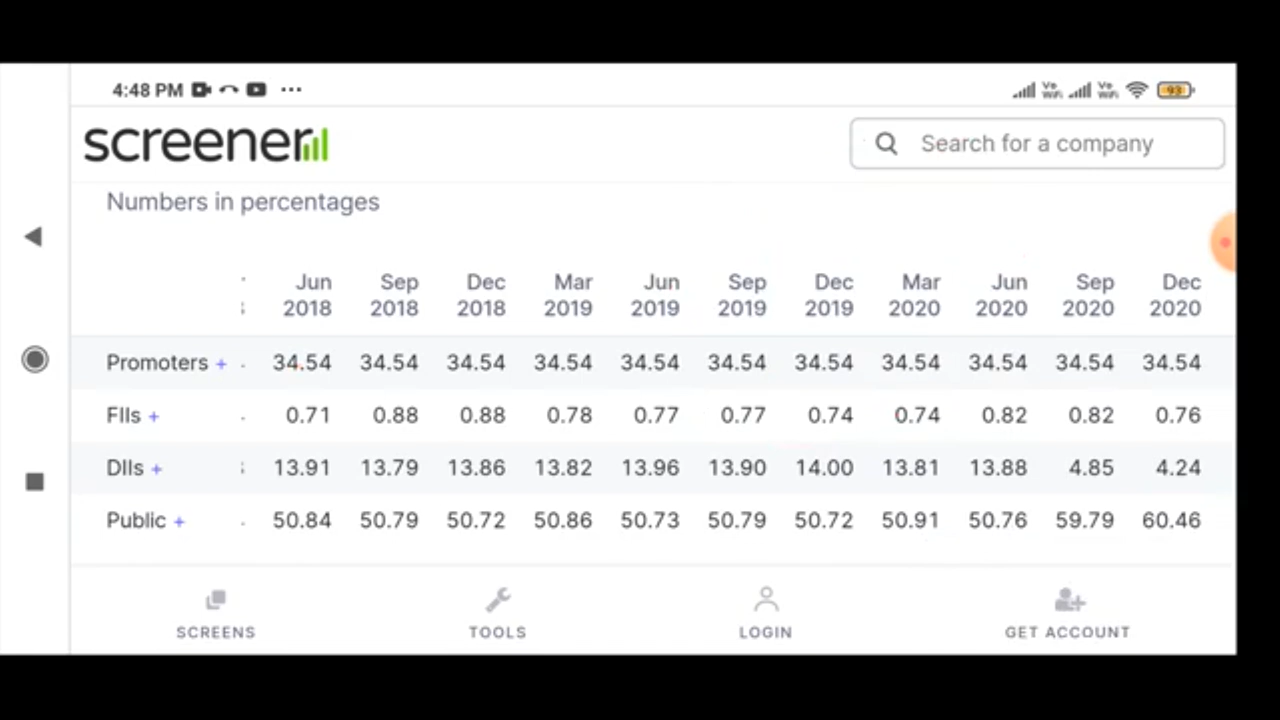 4:48 PM ...
Vo WiFi Vo WiFi 93
screener
Search for a company
Numbers in percentages
Jun Sep Dec Mar Jun Sep Dec Mar Jun Sep Dec
2018 2018 2018 2019 2019 2019 2019 2020 2020 2020 2020
Promoters + 34.54 34.54 34.54 34.54 34.54 34.54 34.54 34.54 34.54 34.54 34.54
FIIs + 0.71 0.88 0.88 0.78 0.77 0.77 0.74 0.74 0.82 0.82 0.76
DIIs + 13.91 13.79 13.86 13.82 13.96 13.90 14.00 13.81 13.88 4.85 4.24
Public + 50.84 50.79 50.72 50.86 50.73 50.79 50.72 50.91 50.76 59.79 60.46
SCREENS TOOLS LOGIN GET ACCOUNT